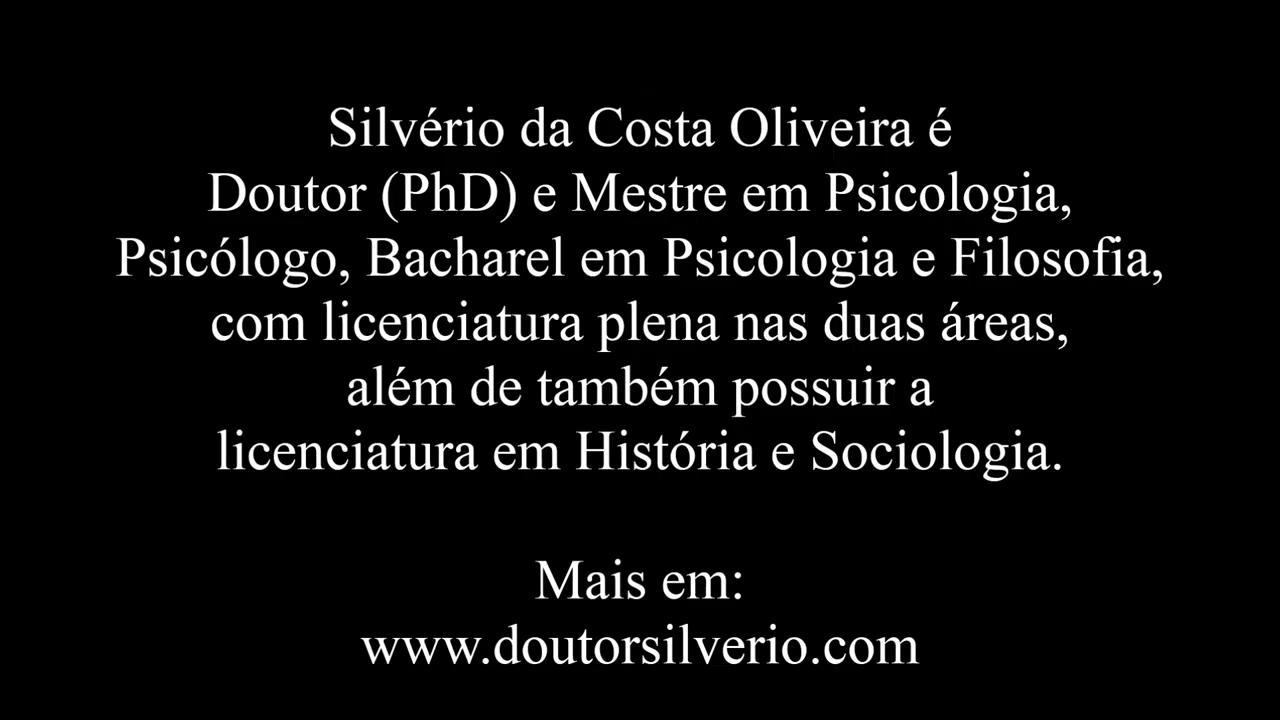 Silvério da Costa Oliveira é
Doutor (PhD) e Mestre em Psicologia,
Psicólogo, Bacharel em Psicologia e Filosofia,
com licenciatura plena nas duas áreas,
além de também possuir a
licenciatura em História e Sociologia.
Mais em:
www.doutorsilverio.com